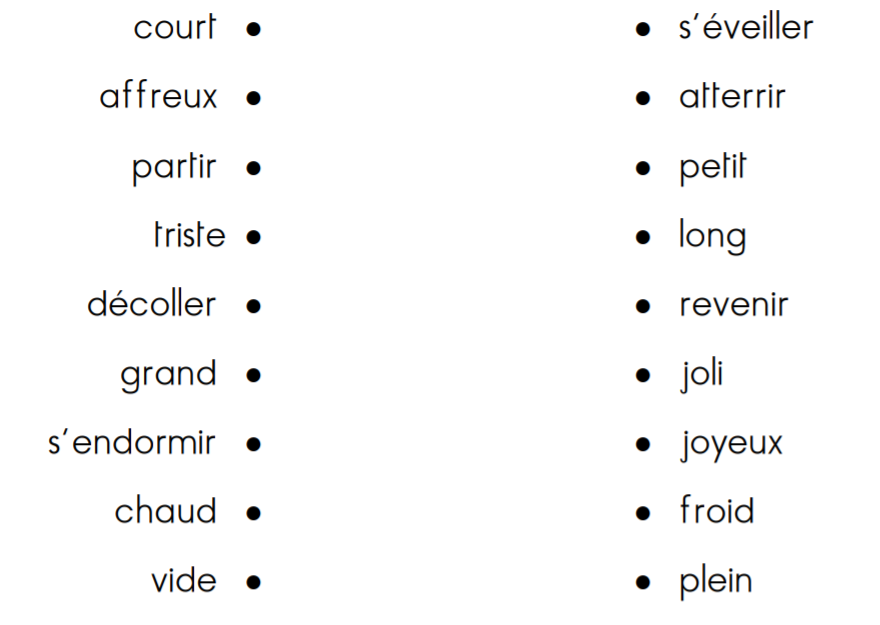 court ● ● s’éveiller
affreux ● ● atterrir
partir ● ● petit
triste ● ● long
décoller ● ● revenir
grand ● ● joli
s’endormir ● ● joyeux
chaud ● ● froid
vide ● ● plein